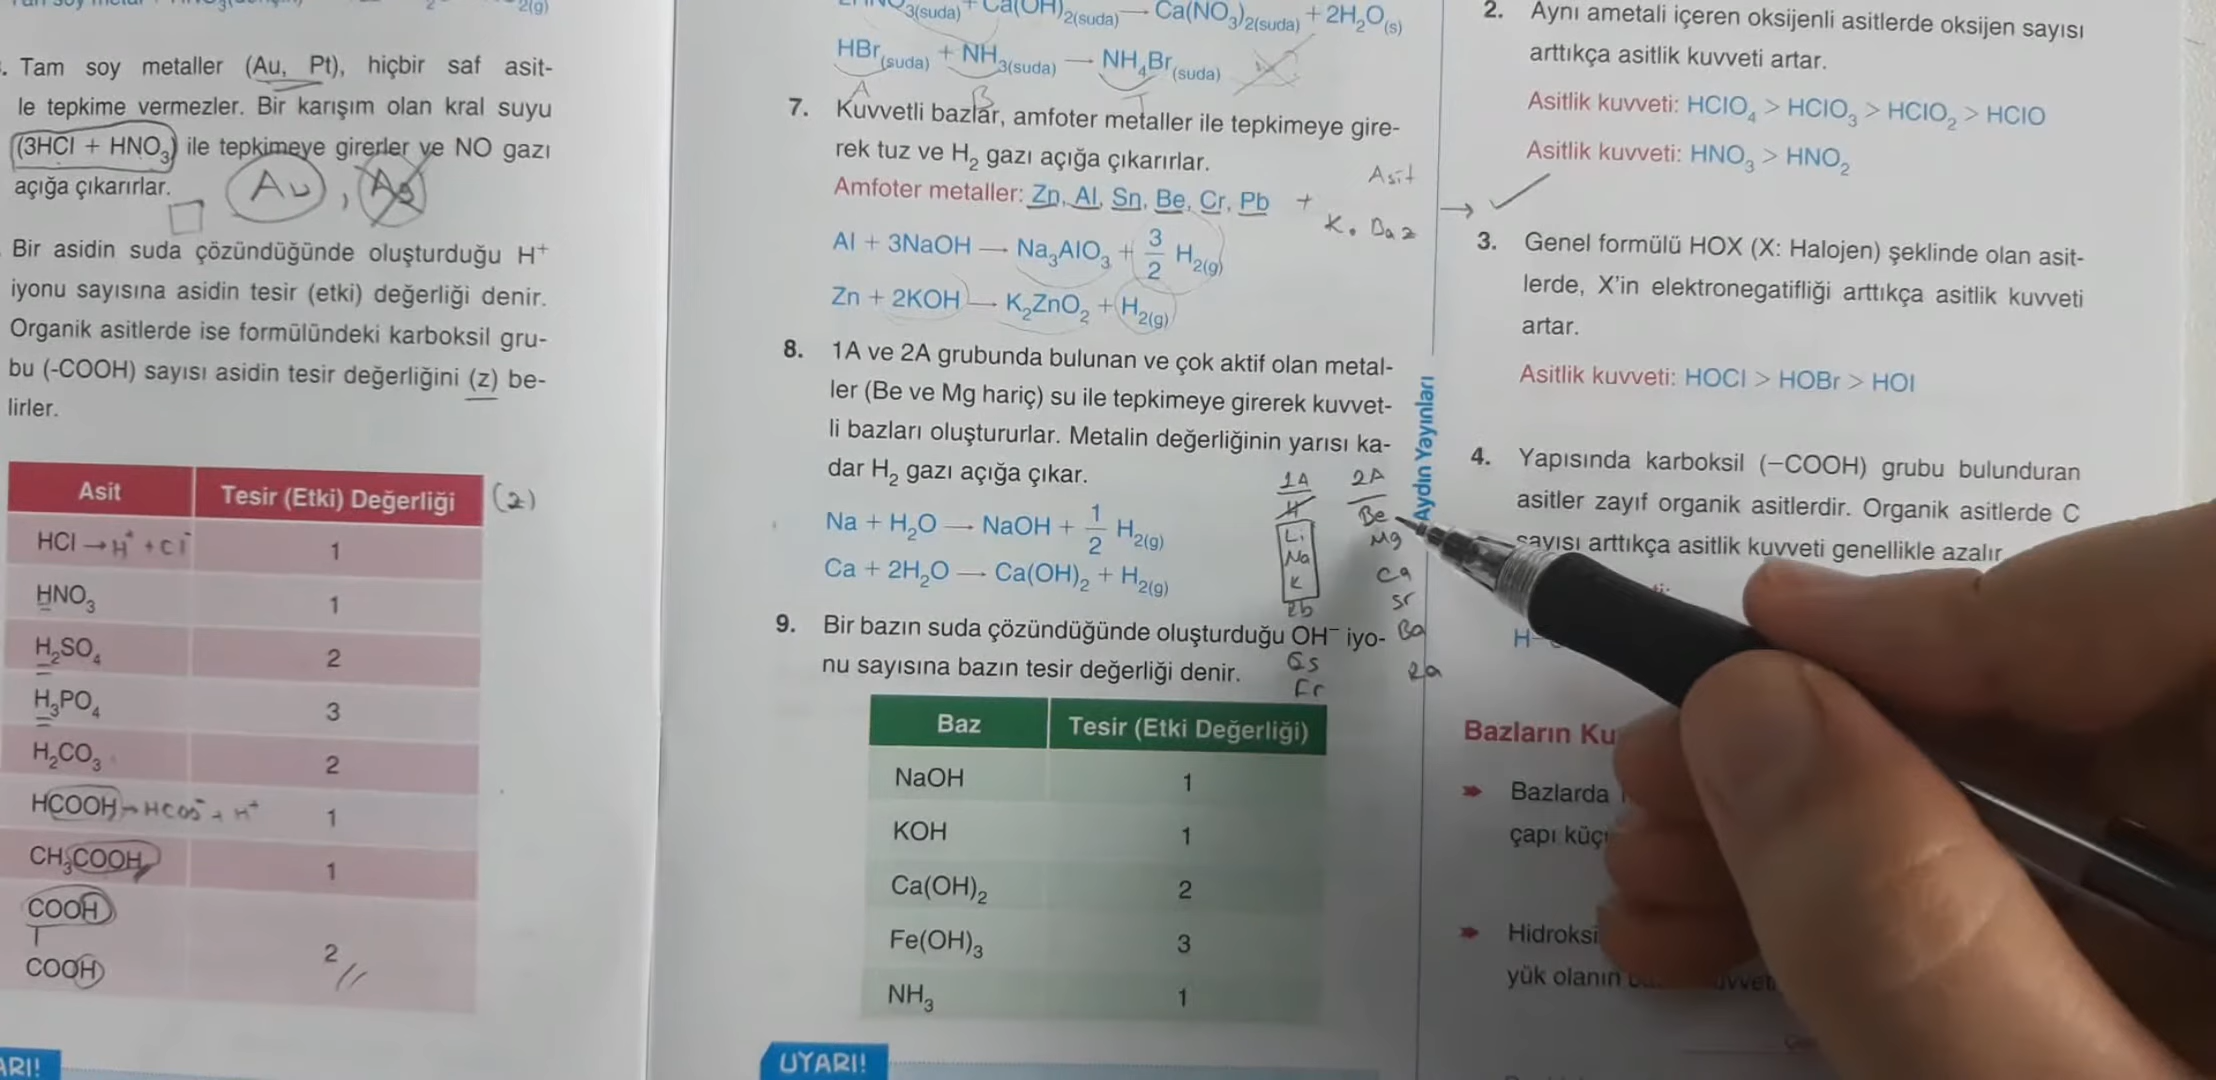 2(g)
Tam soy metaller (Au, Pt), hiçbir saf asit-
le tepkime vermezler. Bir karışım olan kral suyu
(3HCl + HNO3) ile tepkimeye girerler ve NO gazı
açığa çıkarırlar.
Au, Ag
Bir asidin suda çözündüğünde oluşturduğu H+
iyonu sayısına asidin tesir (etki) değerliği denir.
Organik asitlerde ise formülündeki karboksil gru-
bu (-COOH) sayısı asidin tesir değerliğini (z) be-
lirler.
Asit Tesir (Etki) Değerliği (2)
HCl → H+ + Cl- 1
HNO3 1
H2SO4 2
H3PO4 3
H2CO3 2
HCOOH → HCOO- + H+ 1
CH3COOH 1
COOH
COOH
2
ARI!
3(suda) + Ca(OH)2(suda) → Ca(NO3)2(suda) + 2H2O(s)
HBr(suda) + NH3(suda) → NH4Br(suda)
A B T
7. Kuvvetli bazlar, amfoter metaller ile tepkimeye gire-
rek tuz ve H2 gazı açığa çıkarırlar.
Amfoter metaller: Zn, Al, Sn, Be, Cr, Pb +
Asit
K. Baz
Al + 3NaOH → Na3AlO3 + 3/2 H2(g)
Zn + 2KOH → K2ZnO2 + H2(g)
8. 1A ve 2A grubunda bulunan ve çok aktif olan metal-
ler (Be ve Mg hariç) su ile tepkimeye girerek kuvvet-
li bazları oluştururlar. Metalin değerliğinin yarısı ka-
dar H2 gazı açığa çıkar.
Na + H2O → NaOH + 1/2 H2(g)
Ca + 2H2O → Ca(OH)2 + H2(g)
1A
H
Li
Na
K
Rb
Cs
Fr
2A
Be
Mg
Ca
Sr
Ba
Ra
9. Bir bazın suda çözündüğünde oluşturduğu OH− iyo-
nu sayısına bazın tesir değerliği denir.
Baz Tesir (Etki Değerliği)
NaOH 1
KOH 1
Ca(OH)2 2
Fe(OH)3 3
NH3 1
UYARI!
Aydın Yayınları
2. Aynı ametali içeren oksijenli asitlerde oksijen sayısı
arttıkça asitlik kuvveti artar.
Asitlik kuvveti: HClO4 > HClO3 > HClO2 > HClO
Asitlik kuvveti: HNO3 > HNO2
3. Genel formülü HOX (X: Halojen) şeklinde olan asit-
lerde, X'in elektronegatifliği arttıkça asitlik kuvveti
artar.
Asitlik kuvveti: HOCl > HOBr > HOI
4. Yapısında karboksil (−COOH) grubu bulunduran
asitler zayıf organik asitlerdir. Organik asitlerde C
sayısı arttıkça asitlik kuvveti genellikle azalır
H
Bazların Ku
Bazlarda
çapı küç
Hidroksi
yük olanın